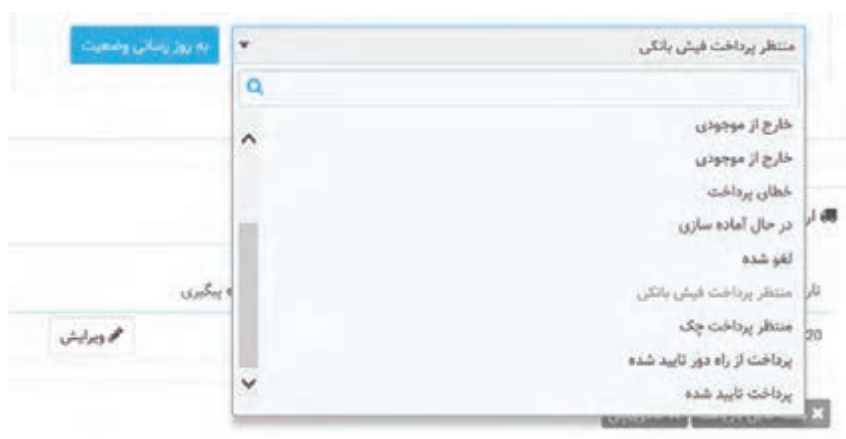 منتظر پرداخت فیش بانکی
به روز رسانی وضعیت
خارج از موجودی
خارج از موجودی
خطای پرداخت
در حال آماده سازی
لغو شده
منتظر پرداخت فیش بانکی
پیگیری
منتظر پرداخت چک
20
ویرایش
پرداخت از راه دور تایید شده
پرداخت تایید شده